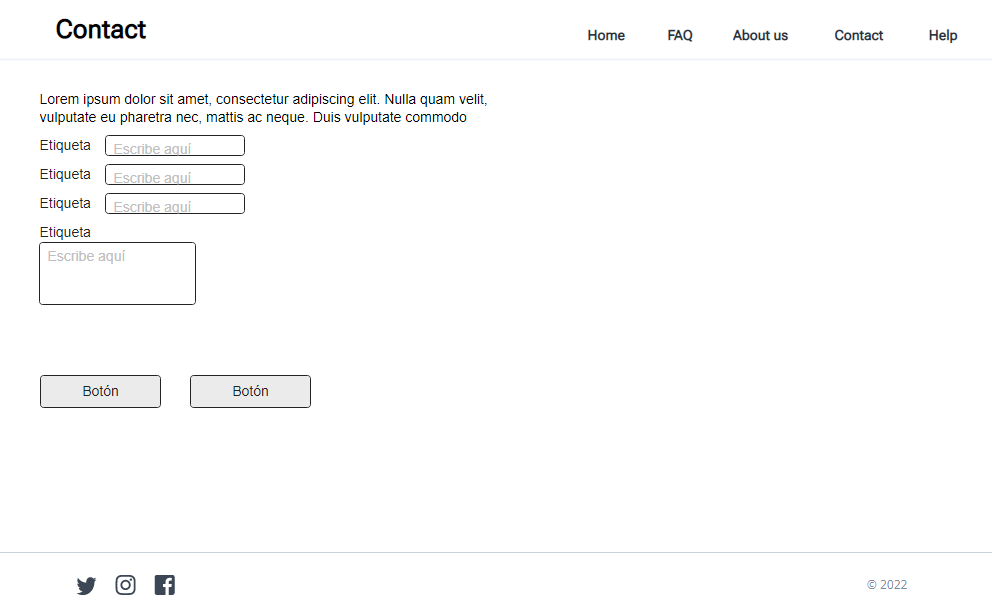 Contact
Home FAQ About us Contact Help
Lorem ipsum dolor sit amet, consectetur adipiscing elit. Nulla quam velit,
vulputate eu pharetra nec, mattis ac neque. Duis vulputate commodo
Etiqueta Escribe aquí
Etiqueta Escribe aquí
Etiqueta Escribe aquí
Etiqueta
Escribe aquí
Botón Botón
© 2022